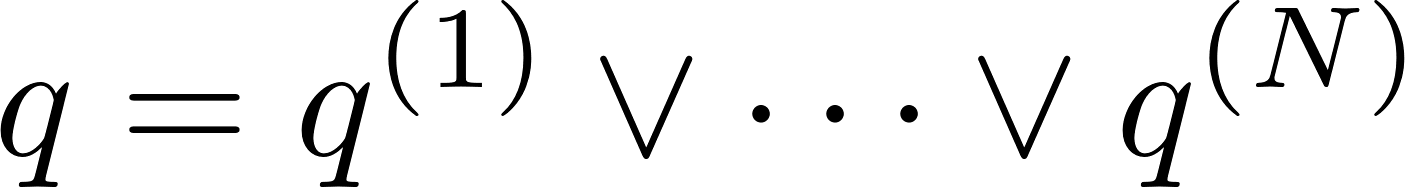 q = q^{(1)} ∨ ⋯ ∨ q^{(N)}